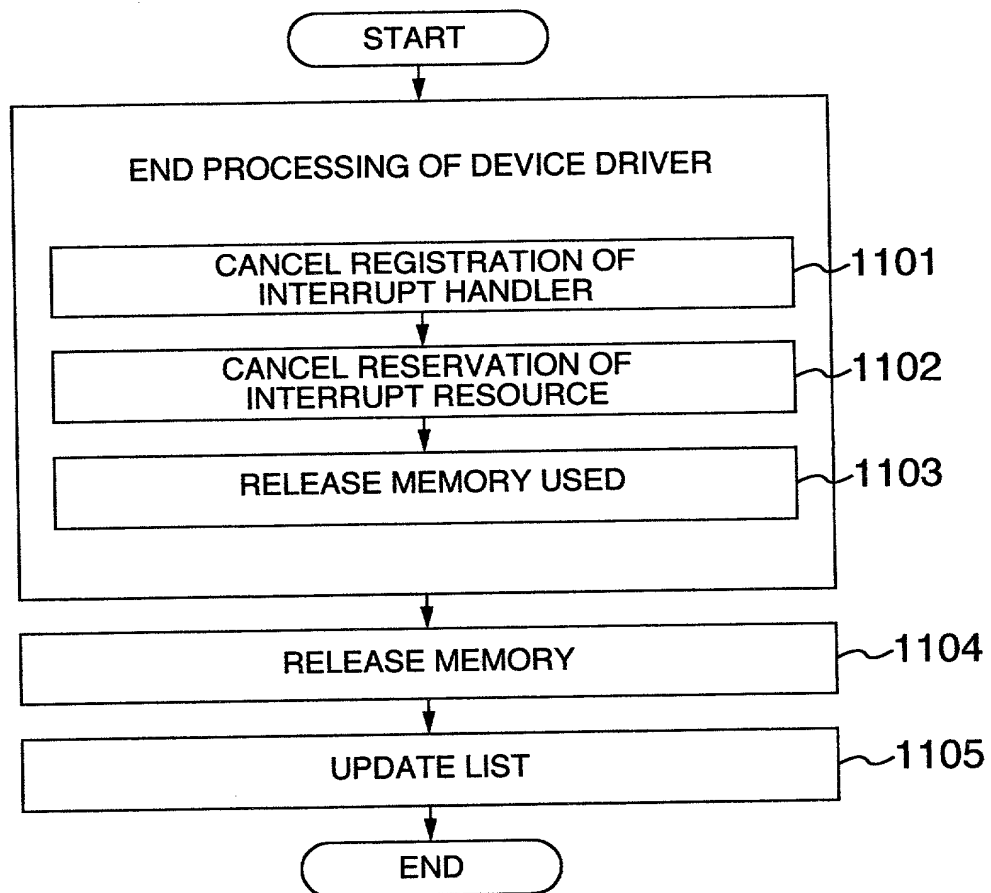 START
END PROCESSING OF DEVICE DRIVER
CANCEL REGISTRATION OF
INTERRUPT HANDLER
1101
CANCEL RESERVATION OF
INTERRUPT RESOURCE
1102
RELEASE MEMORY USED
1103
RELEASE MEMORY
1104
UPDATE LIST
1105
END